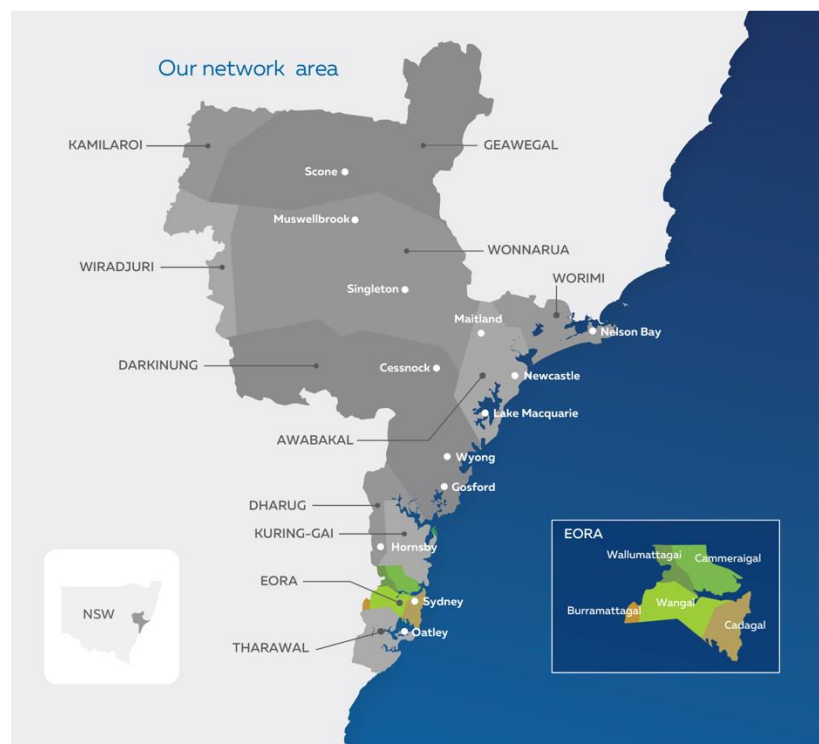 Our network area
KAMILAROI
GEAWEGAL
Scone
Muswellbrook
WONNARUA
WIRADJURI
WORIMI
Singleton
Maitland
Nelson Bay
DARKINUNG
Cessnock
Newcastle
Lake Macquarie
AWABAKAL
Wyong
Gosford
DHARUG
KURING-GAI
Hornsby
EORA
Sydney
Oatley
THARAWAL
NSW
EORA
Wallumattagai
Cammeraigal
Wangal
Burramattagal
Cadagal